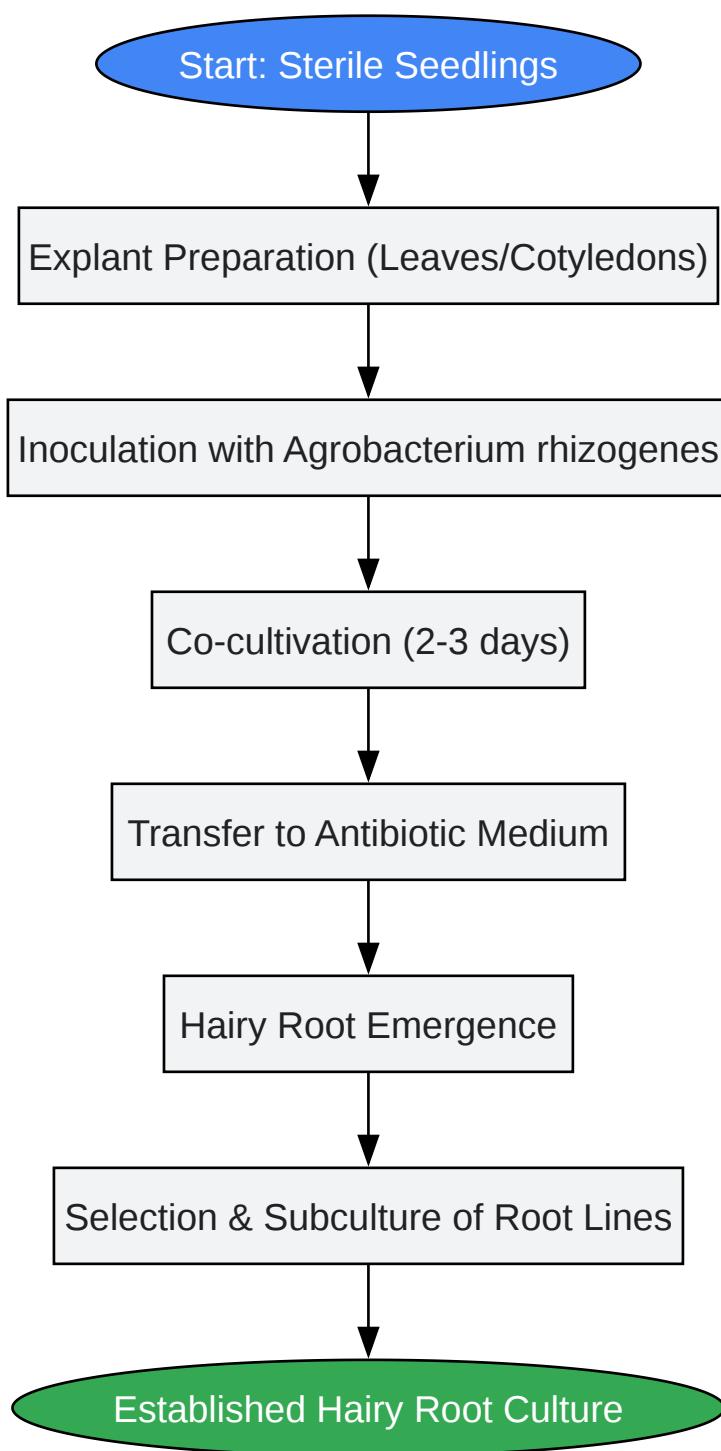 Start: Sterile Seedlings
Explant Preparation (Leaves/Cotyledons)
Inoculation with Agrobacterium rhizogenes
Co-cultivation (2-3 days)
Transfer to Antibiotic Medium
Hairy Root Emergence
Selection & Subculture of Root Lines
Established Hairy Root Culture